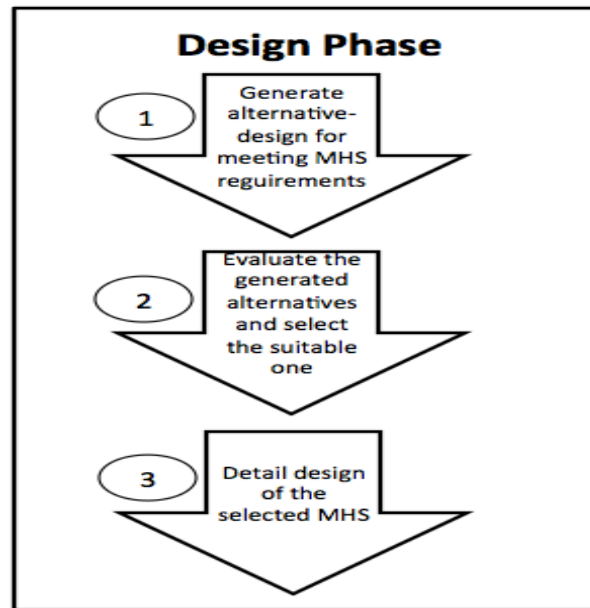 Design Phase
1
Generate
alternative-
design for
meeting MHS
reguirements
2
Evaluate the
generated
alternatives
and select
the suitable
one
3
Detail design
of the
selected MHS